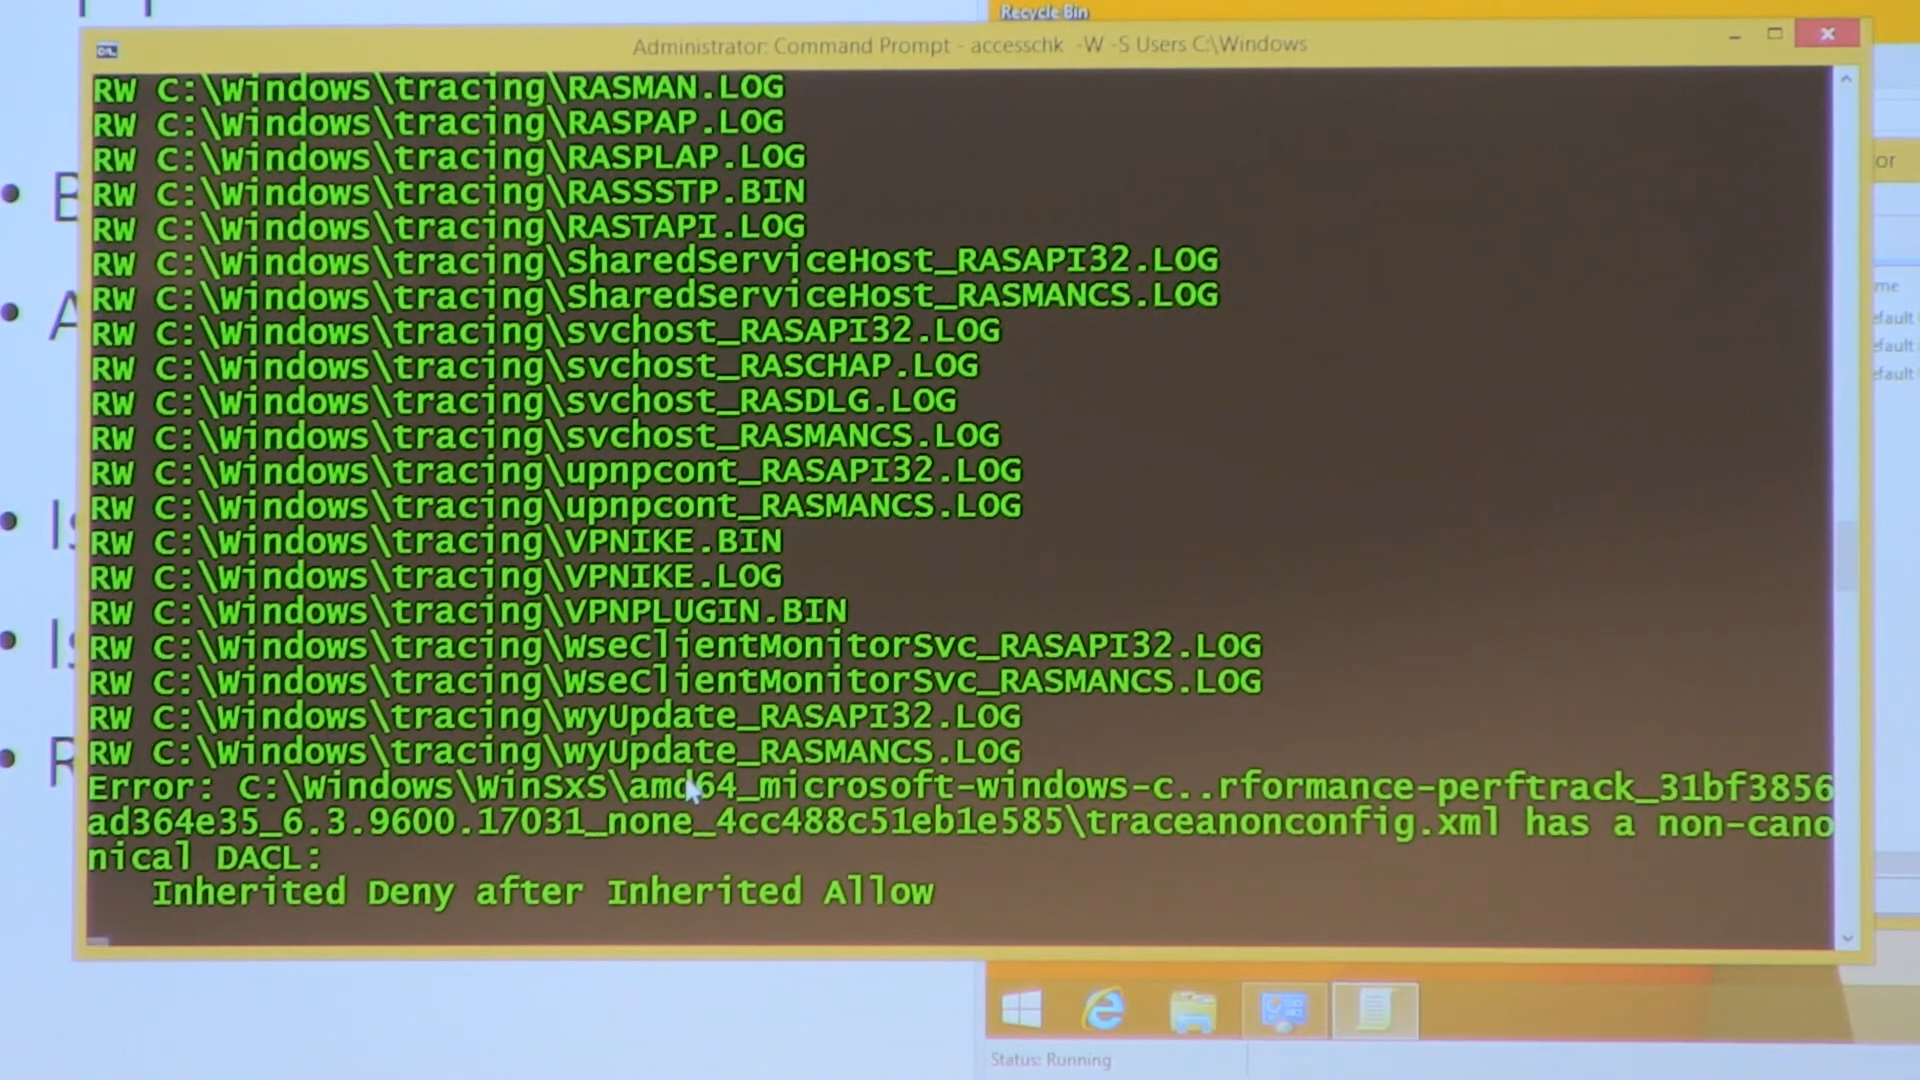 Recycle Bin
Administrator: Command Prompt - accesschk -W -S Users C:\Windows
RW C:\Windows\tracing\RASMAN.LOG
RW C:\Windows\tracing\RASPAP.LOG
RW C:\Windows\tracing\RASPLAP.LOG
RW C:\Windows\tracing\RASSSTP.BIN
RW C:\Windows\tracing\RASTAPI.LOG
RW C:\Windows\tracing\SharedServiceHost_RASAPI32.LOG
RW C:\Windows\tracing\SharedServiceHost_RASMANCS.LOG
RW C:\Windows\tracing\svchost_RASAPI32.LOG
RW C:\Windows\tracing\svchost_RASCHAP.LOG
RW C:\Windows\tracing\svchost_RASDLG.LOG
RW C:\Windows\tracing\svchost_RASMANCS.LOG
RW C:\Windows\tracing\upnpcont_RASAPI32.LOG
RW C:\Windows\tracing\upnpcont_RASMANCS.LOG
RW C:\Windows\tracing\VPNIKE.BIN
RW C:\Windows\tracing\VPNIKE.LOG
RW C:\Windows\tracing\VPNPLUGIN.BIN
RW C:\Windows\tracing\WseClientMonitorSvc_RASAPI32.LOG
RW C:\Windows\tracing\WseClientMonitorSvc_RASMANCS.LOG
RW C:\Windows\tracing\wyUpdate_RASAPI32.LOG
RW C:\Windows\tracing\wyUpdate_RASMANCS.LOG
Error: C:\Windows\WinSxS\amd64_microsoft-windows-c..rformance-perftrack_31bf3856
ad364e35_6.3.9600.17031_none_4cc488c51eb1e585\traceanonconfig.xml has a non-cano
nical DACL:
Inherited Deny after Inherited Allow
Status: Running